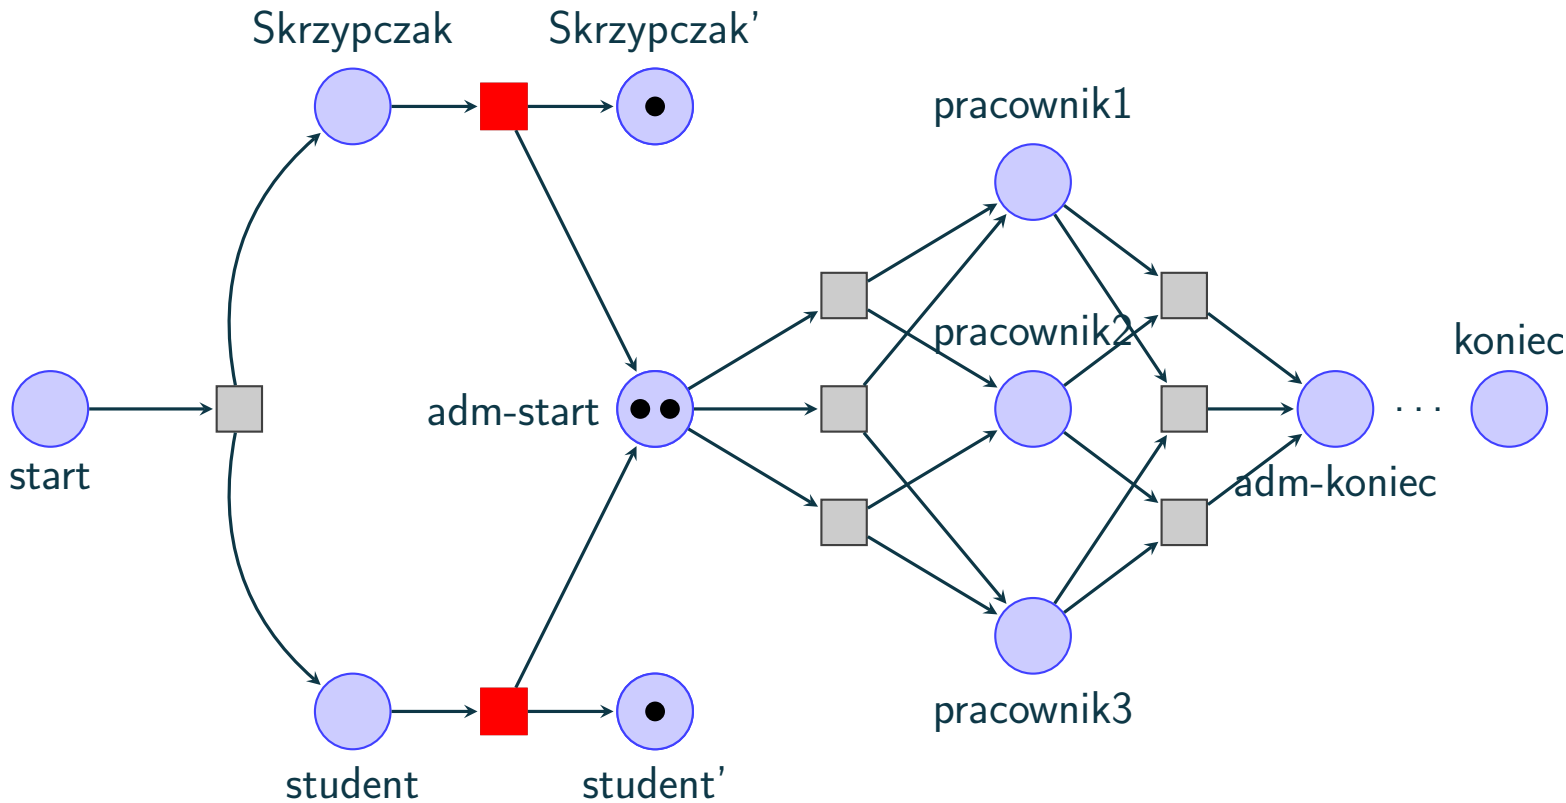 Skrzypczak
Skrzypczak'
pracownik1
pracownik2
koniec
adm-start
...
start
adm-koniec
pracownik3
student
student'